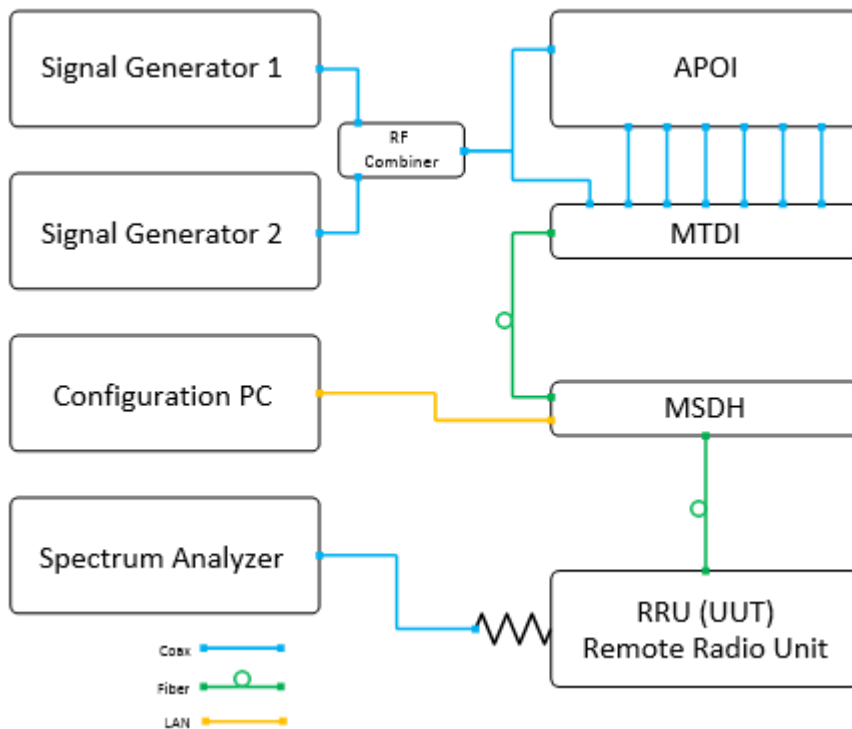 Signal Generator 1
APOI
RF
Combiner
Signal Generator 2
MTDI
Configuration PC
MSDH
Spectrum Analyzer
RRU (UUT)
Remote Radio Unit
Coax
Fiber
LAN